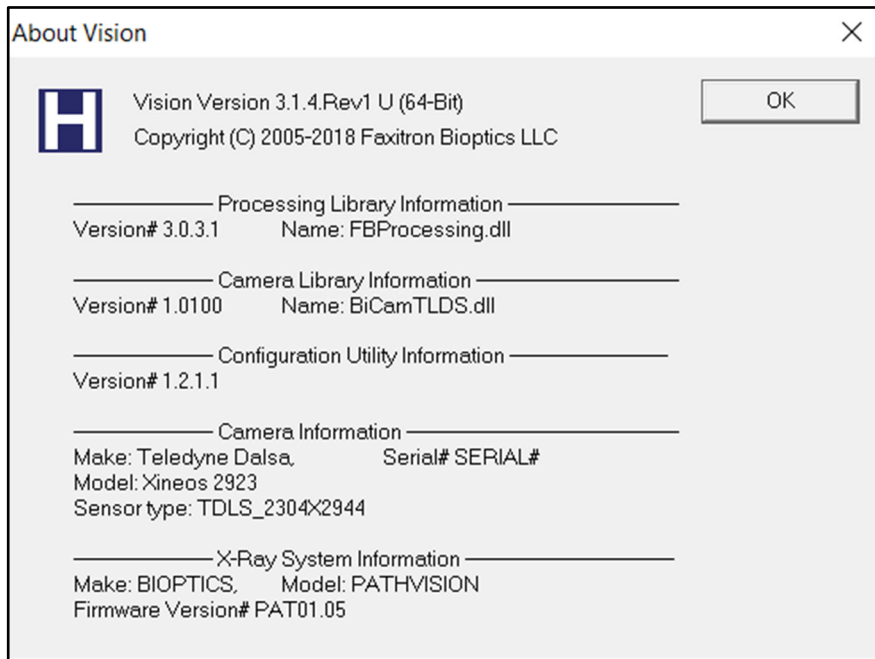 About Vision
H
Vision Version 3.1.4.Rev1 U (64-Bit)
OK
Copyright (C) 2005-2018 Faxitron Bioptics LLC
Processing Library Information
Version# 3.0.3.1 Name: FBProcessing.dll
Camera Library Information
Version# 1.0100 Name: BiCamTLDS.dll
Configuration Utility Information
Version# 1.2.1.1
Camera Information
Make: Teledyne Dalsa, Serial# SERIAL#
Model: Xineos 2923
Sensor type: TDLS_2304X2944
X-Ray System Information
Make: BIOPTICS, Model: PATHVISION
Firmware Version# PAT01.05